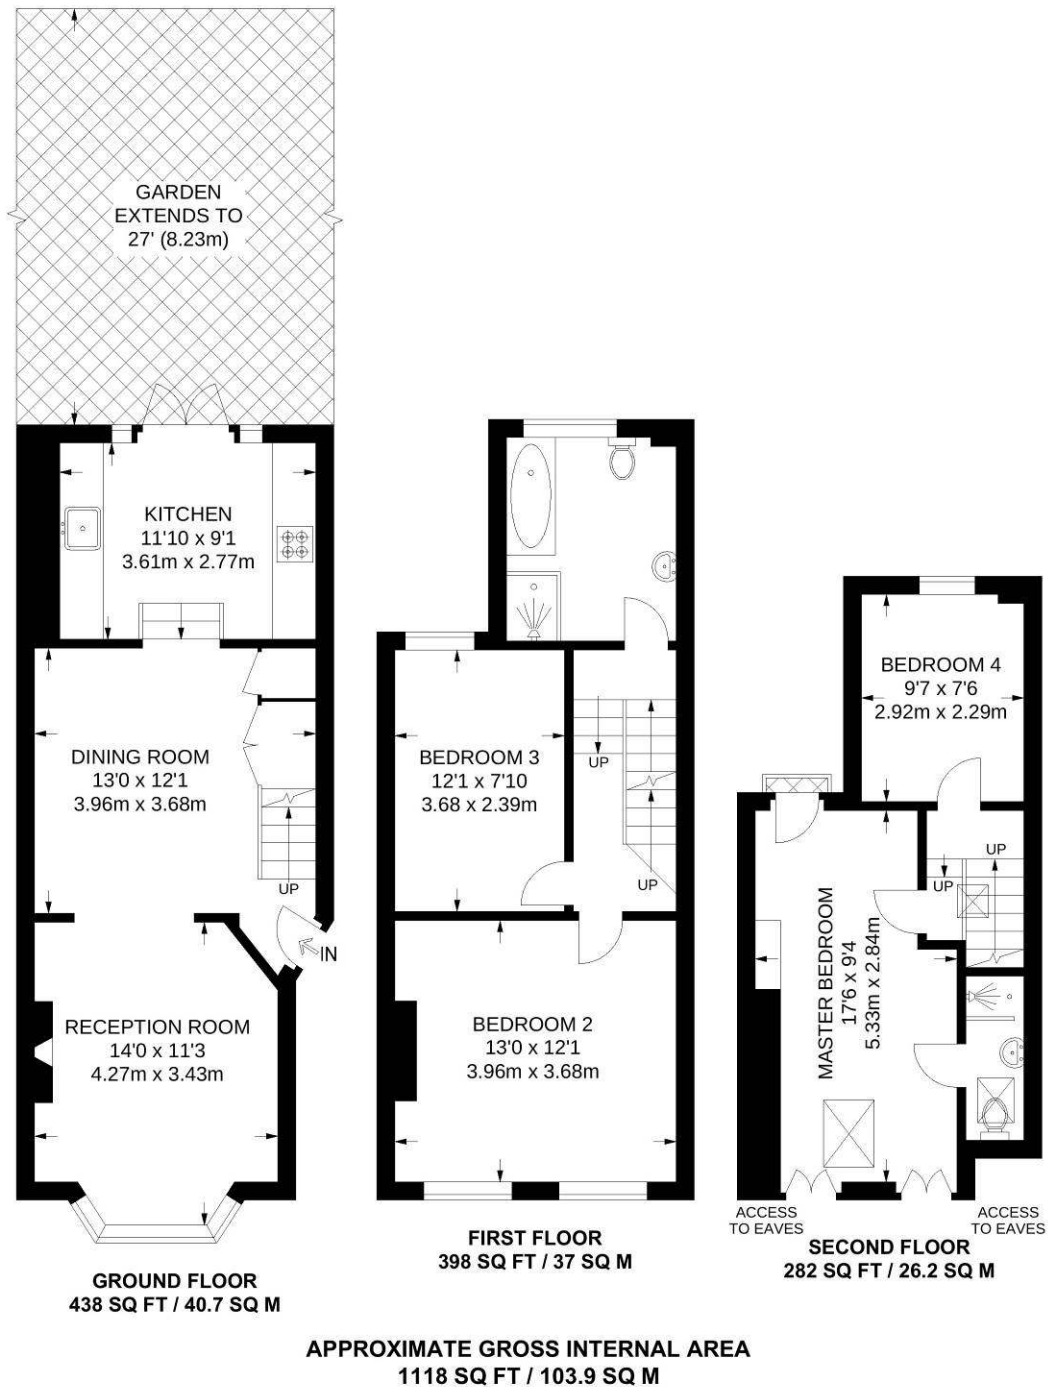 GARDEN
EXTENDS TO
27' (8.23m)
KITCHEN
11'10 x 9'1
3.61m x 2.77m
DINING ROOM
13'0 x 12'1
3.96m x 3.68m
UP
IN
RECEPTION ROOM
14'0 x 11'3
4.27m x 3.43m
GROUND FLOOR
438 SQ FT / 40.7 SQ M
BEDROOM 3
12'1 x 7'10
3.68 x 2.39m
UP
UP
BEDROOM 2
13'0 x 12'1
3.96m x 3.68m
FIRST FLOOR
398 SQ FT / 37 SQ M
BEDROOM 4
9'7 x 7'6
2.92m x 2.29m
UP
UP
MASTER BEDROOM
17'6 x 9'4
5.33m x 2.84m
ACCESS
TO EAVES
ACCESS
TO EAVES
SECOND FLOOR
282 SQ FT / 26.2 SQ M
APPROXIMATE GROSS INTERNAL AREA
1118 SQ FT / 103.9 SQ M